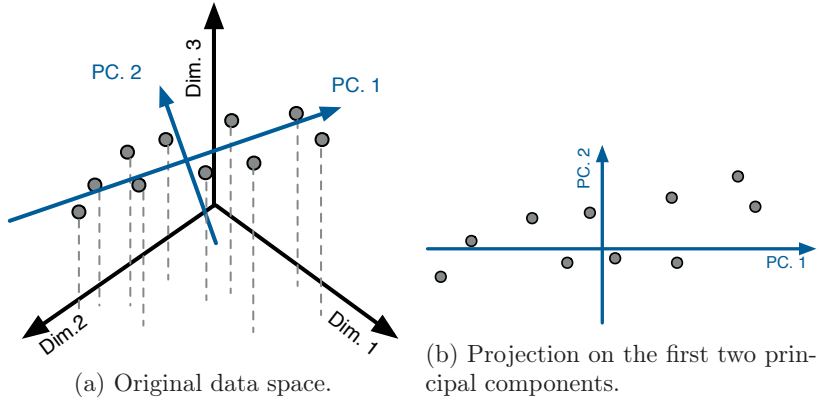 Dim. 3
PC. 2
PC. 1
Dim.2
Dim. 1
(a) Original data space.
PC. 2
PC. 1
(b) Projection on the first two prin-
cipal components.